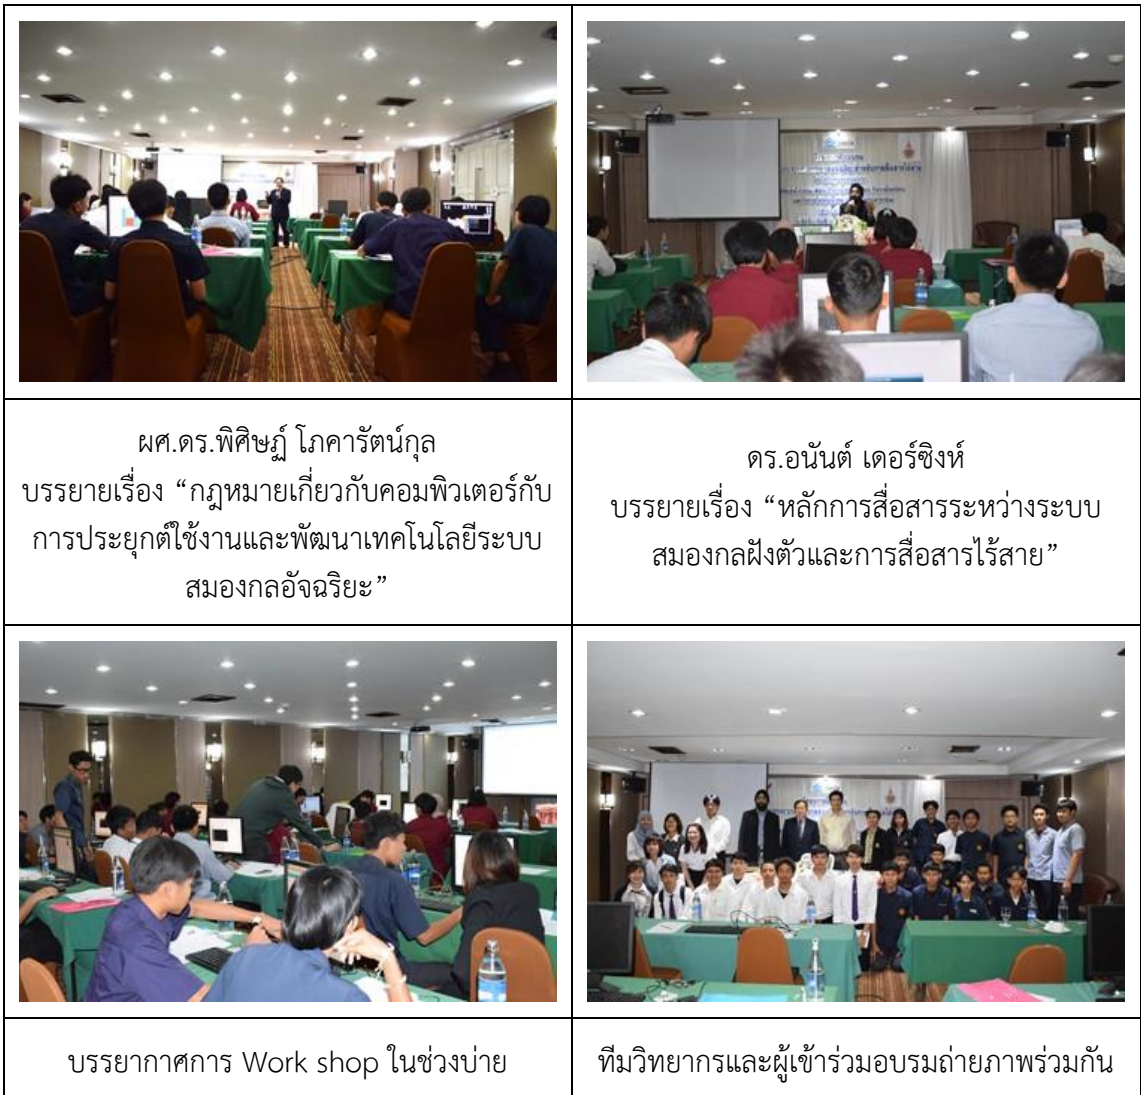 ผศ.ดร.พิศิษฏ์ โภคารัตน์กุล
บรรยายเรื่อง “กฎหมายเกี่ยวกับคอมพิวเตอร์กับ
การประยุกต์ใช้งานและพัฒนาเทคโนโลยีระบบ
สมองกลอัจฉริยะ”
ดร.อนันต์ เดอร์ซิงห์
บรรยายเรื่อง “หลักการสื่อสารระหว่างระบบ
สมองกลฝังตัวและการสื่อสารไร้สาย”
บรรยากาศการ Work shop ในช่วงบ่าย
ทีมวิทยากรและผู้เข้าร่วมอบรมถ่ายภาพร่วมกัน